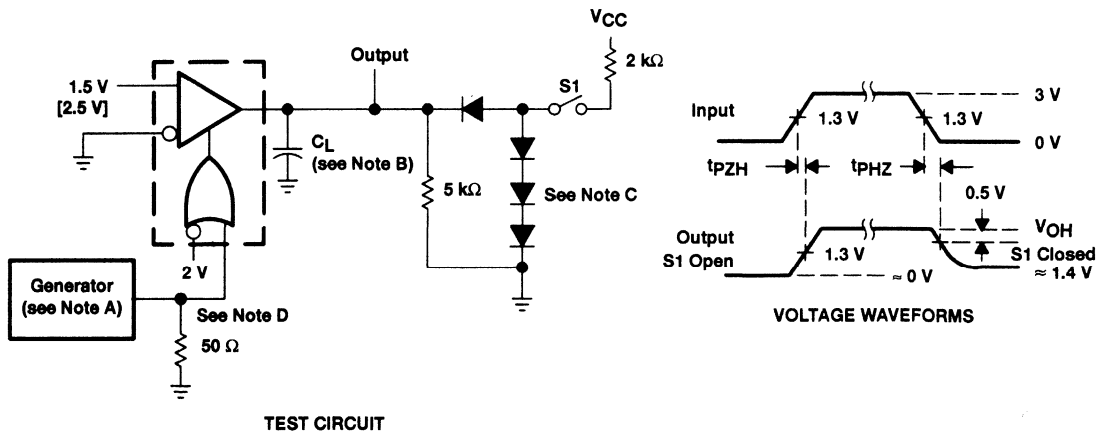 VCC
2 kΩ
S1
Output
1.5 V
[2.5 V]
CL
(see Note B)
5 kΩ
See Note C
2 V
Generator
(see Note A)
See Note D
50 Ω
TEST CIRCUIT
Input
1.3 V
1.3 V
3 V
0 V
tPZH
tPHZ
0.5 V
VOH
Output
S1 Open
1.3 V
≈ 0 V
S1 Closed
≈ 1.4 V
VOLTAGE WAVEFORMS